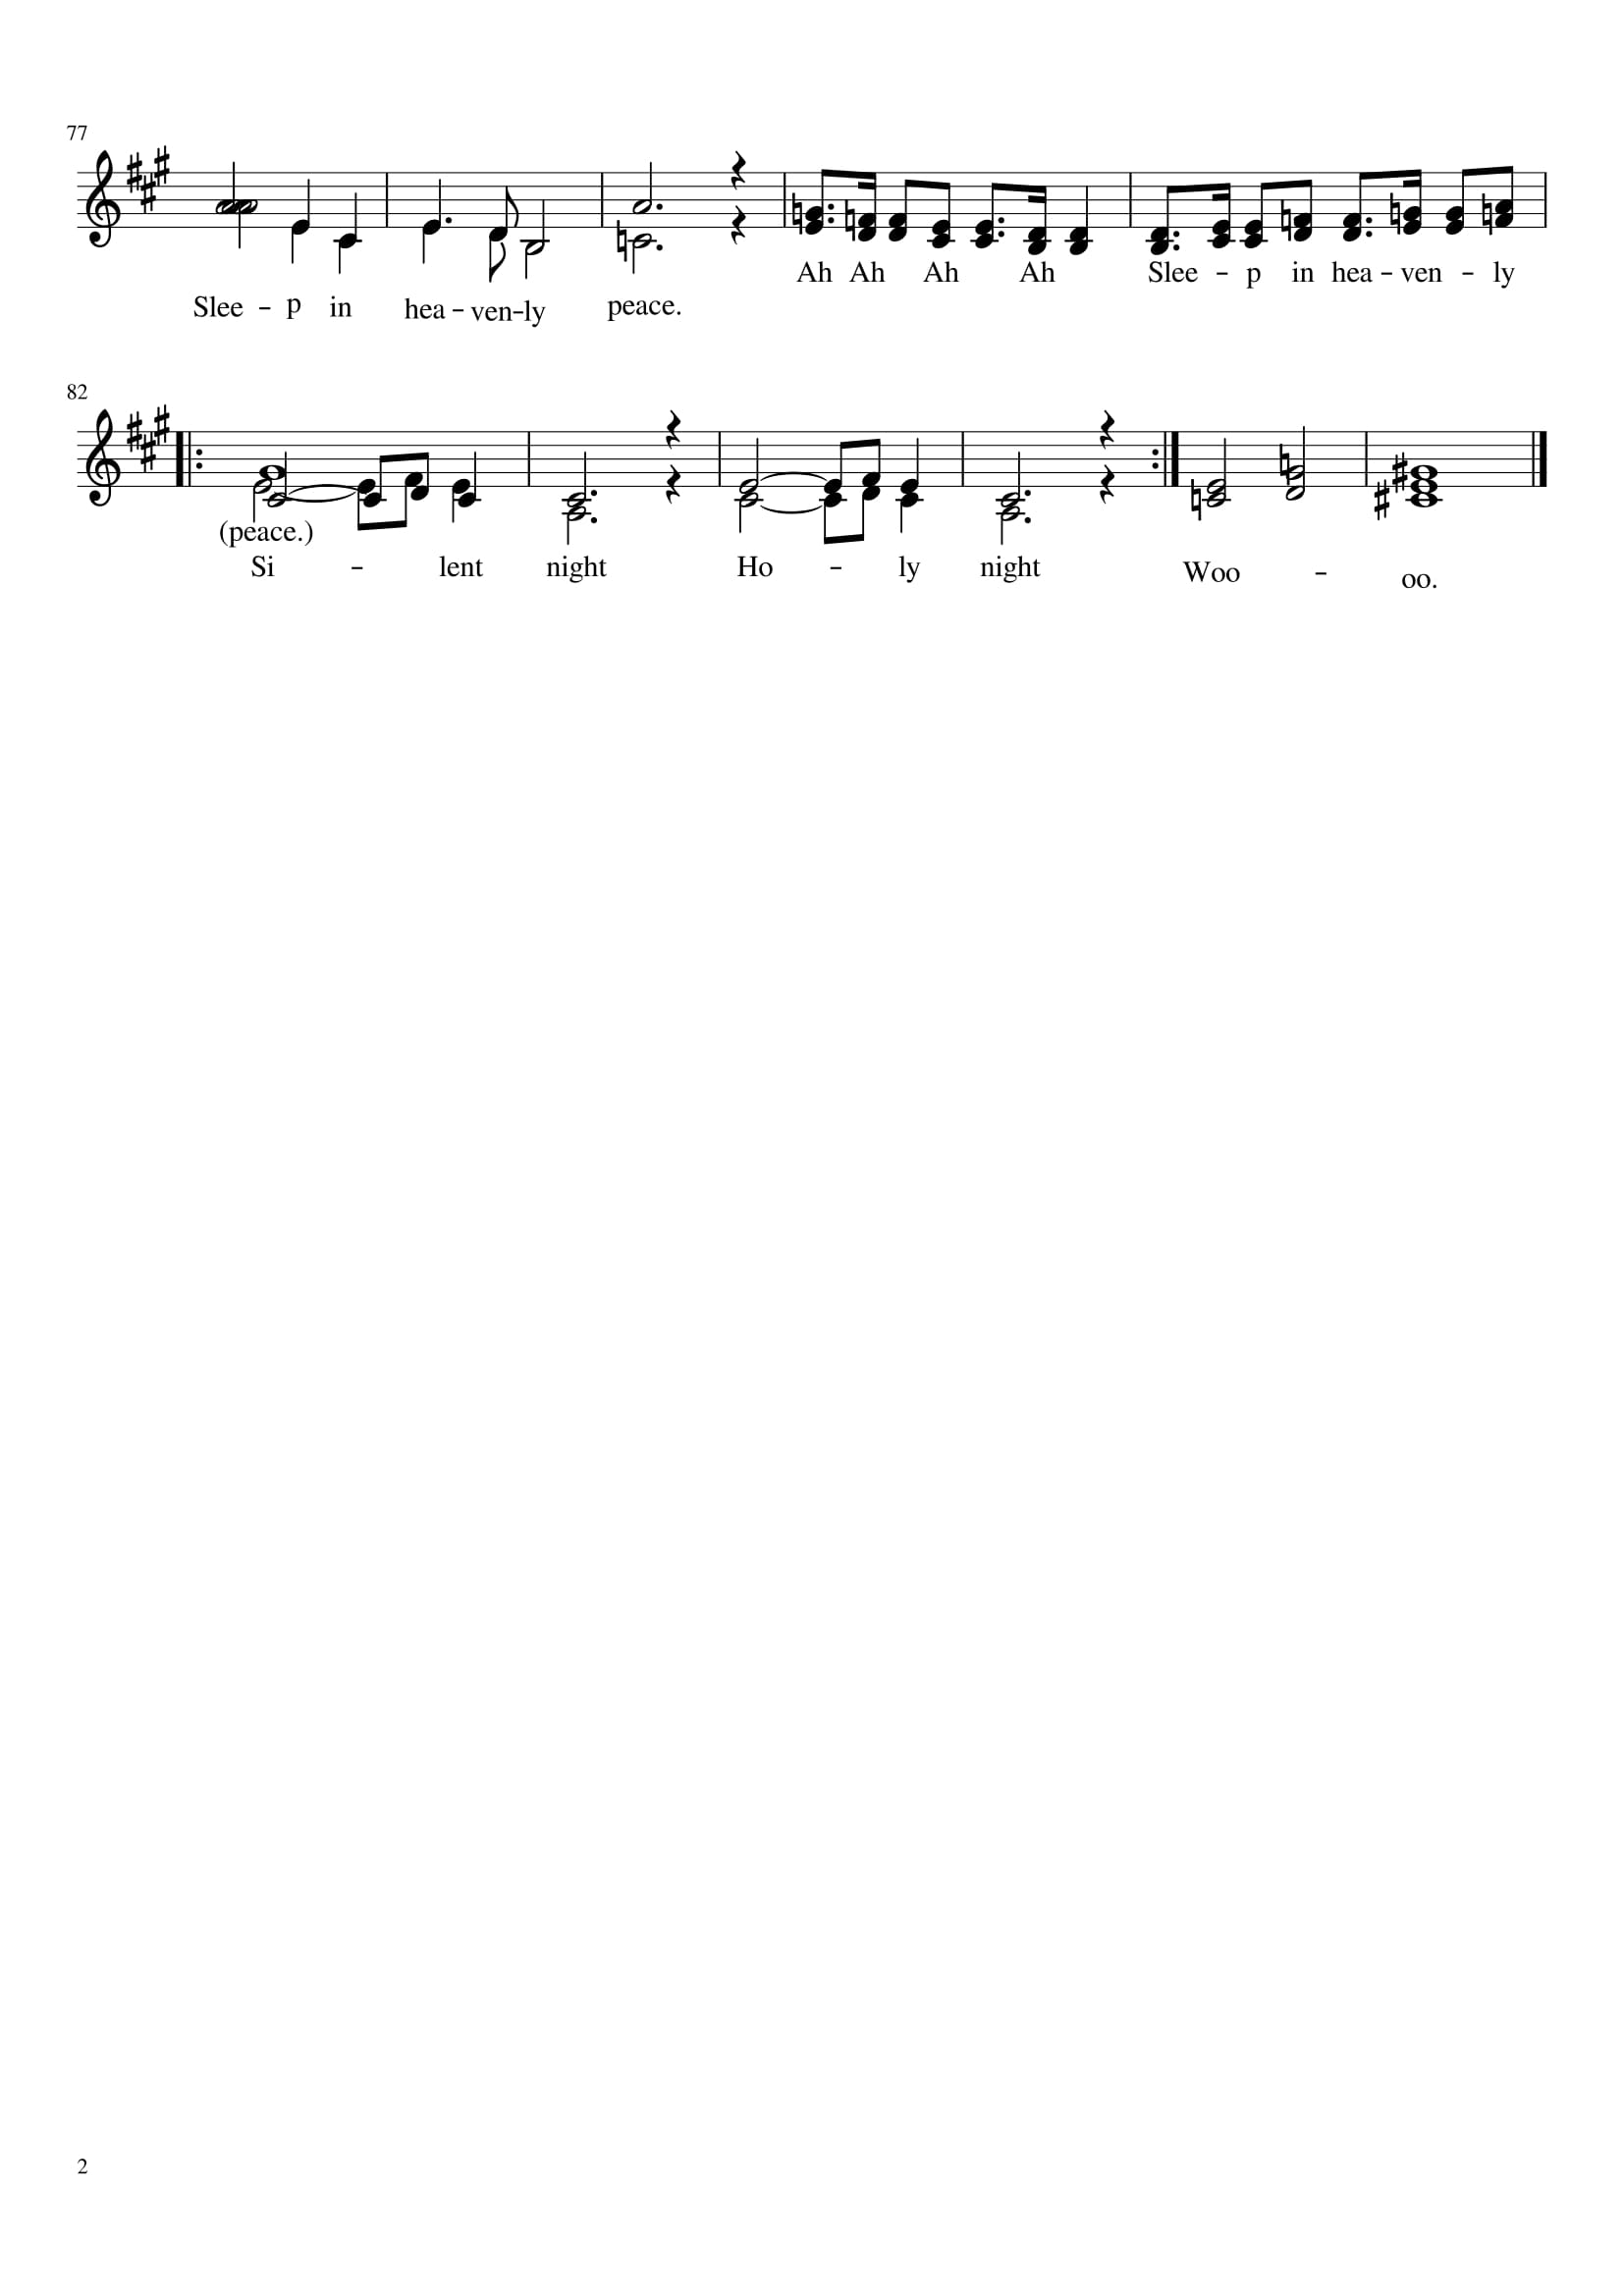 77
Ah Ah Ah Ah Slee - p in hea - ven - ly
Slee - p in hea - ven - ly peace.
82
(peace.)
Si - lent night Ho - ly night Woo - oo.
2